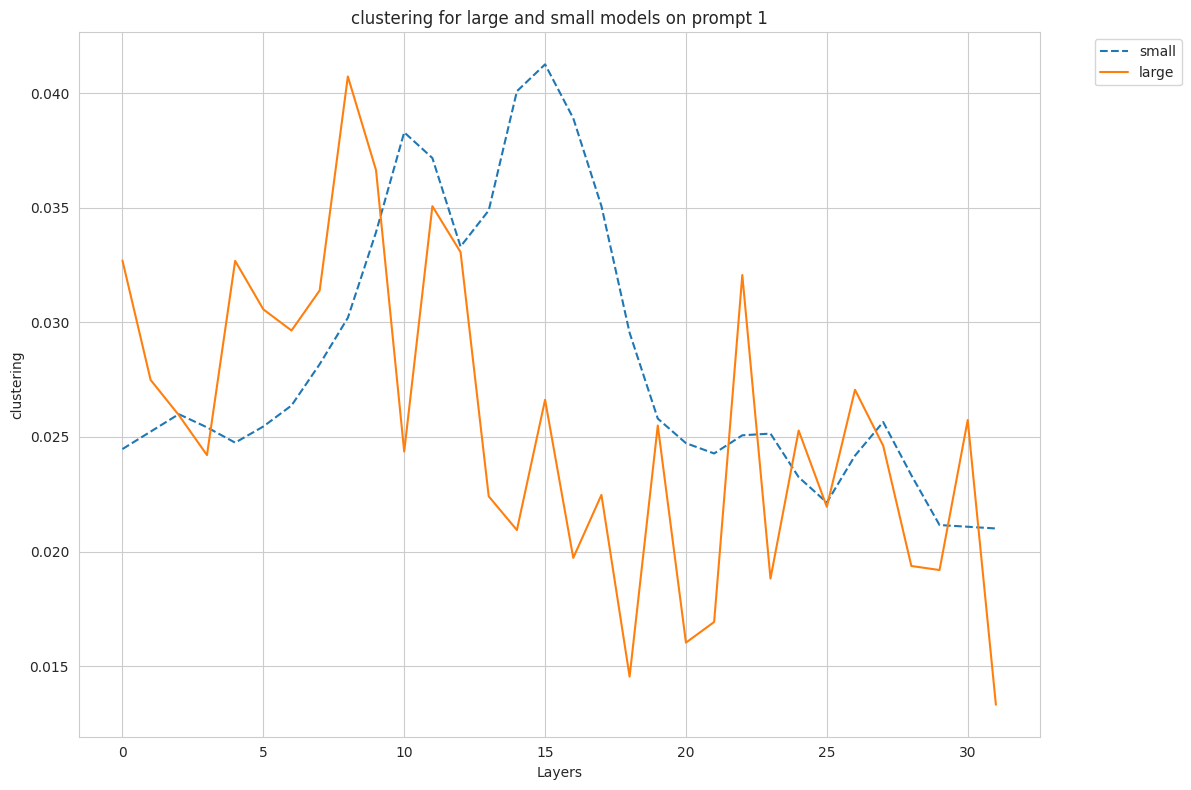 clustering for large and small models on prompt 1
small
large
0.040
0.035
0.030
0.025
0.020
0.015
clustering
0 5 10 15 20 25 30
Layers